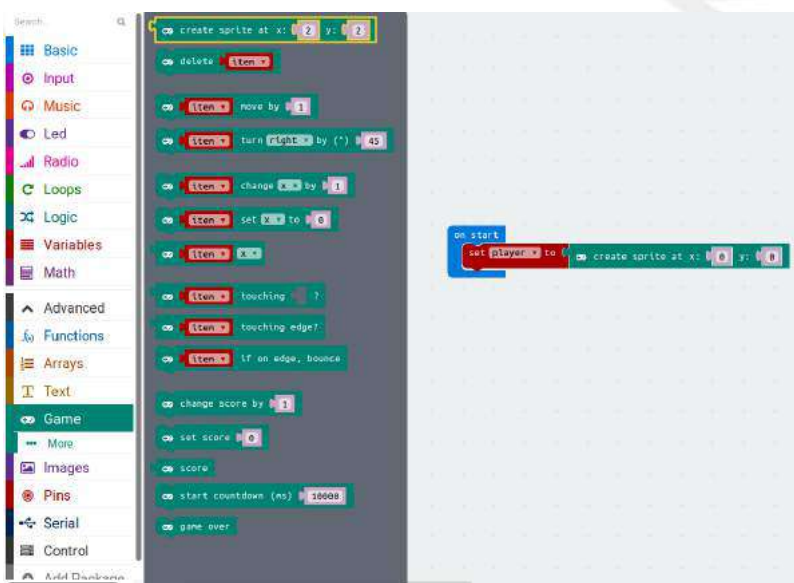 Search...
Basic
Input
Music
Led
Radio
Loops
Logic
Variables
Math
Advanced
Functions
Arrays
Text
Game
More
Images
Pins
Serial
Control
Add Package
create sprite at x: 2 y: 2
delete item
item move by 1
item turn right by (°) 45
item change x by 1
item set x to 0
item x
item touching ?
item touching edge?
item if on edge, bounce
change score by 1
set score 0
score
start countdown (ms) 10000
game over
on start
set player to create sprite at x: 0 y: 0